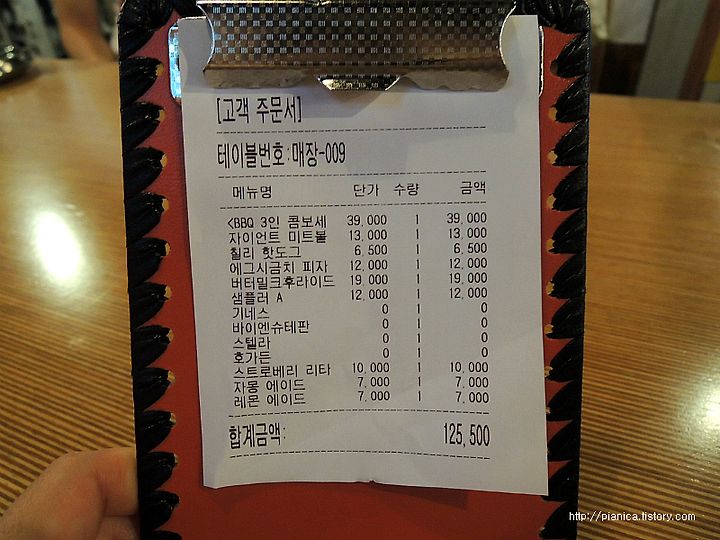 [고객 주문서]
테이블번호:매장-009
메뉴명 단가 수량 금액
<BBQ 3인 콤보세 39,000 1 39,000
자이언트 미트볼 13,000 1 13,000
칠리 핫도그 6,500 1 6,500
에그시금치 피자 12,000 1 12,000
버터밀크후라이드 19,000 1 19,000
샘플러 A 12,000 1 12,000
기네스 0 1 0
바이엔슈테판 0 1 0
스텔라 0 1 0
호가든 0 1 0
스트로베리 리타 10,000 1 10,000
자몽 에이드 7,000 1 7,000
레몬 에이드 7,000 1 7,000
합계금액: 125,500
http://pianica.tistory.com